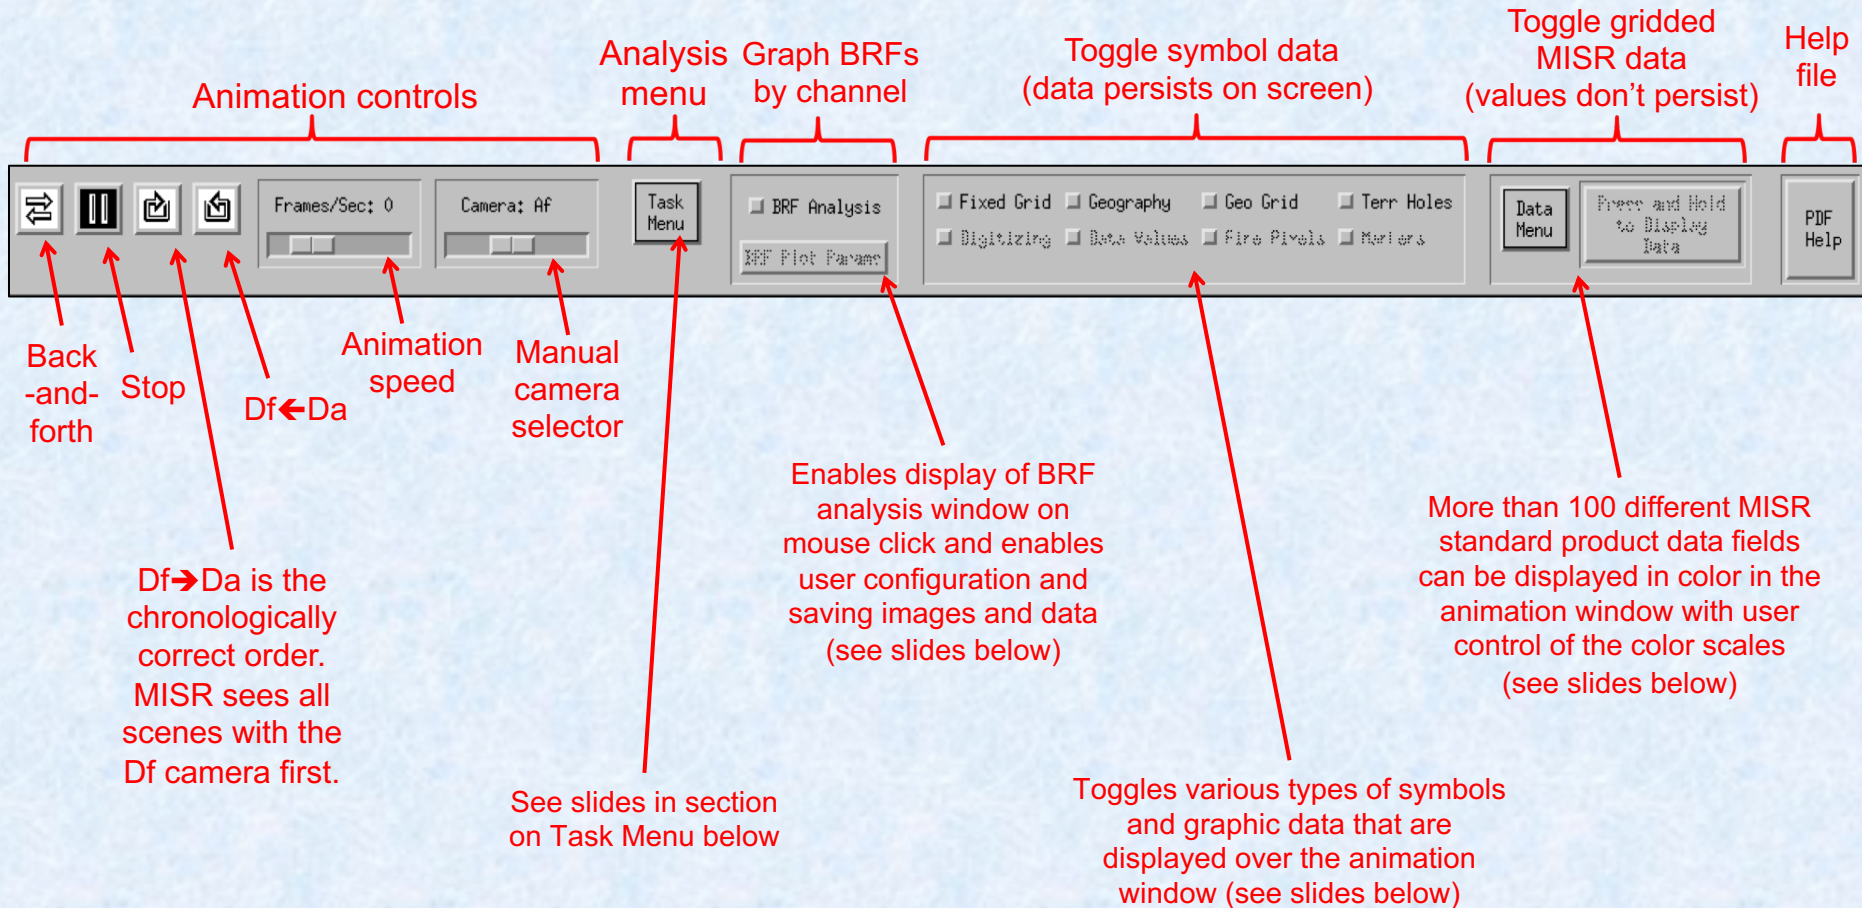 Animation controls
Analysis
menu
Graph BRFs
by channel
Toggle symbol data
(data persists on screen)
Toggle gridded
MISR data
(values don’t persist)
Help
file
Frames/Sec: 0
Camera: Af
Task
Menu
BRF Analysis
BRF Plot Params
Fixed Grid
Geography
Geo Grid
Terr Holes
Digitizing
Data Values
Fire Pixels
Markers
Data
Menu
Press and Hold
to Display
Data
PDF
Help
Back
-and-
forth
Stop
Df←Da
Animation
speed
Manual
camera
selector
Df→Da is the
chronologically
correct order.
MISR sees all
scenes with the
Df camera first.
See slides in section
on Task Menu below
Enables display of BRF
analysis window on
mouse click and enables
user configuration and
saving images and data
(see slides below)
Toggles various types of symbols
and graphic data that are
displayed over the animation
window (see slides below)
More than 100 different MISR
standard product data fields
can be displayed in color in the
animation window with user
control of the color scales
(see slides below)